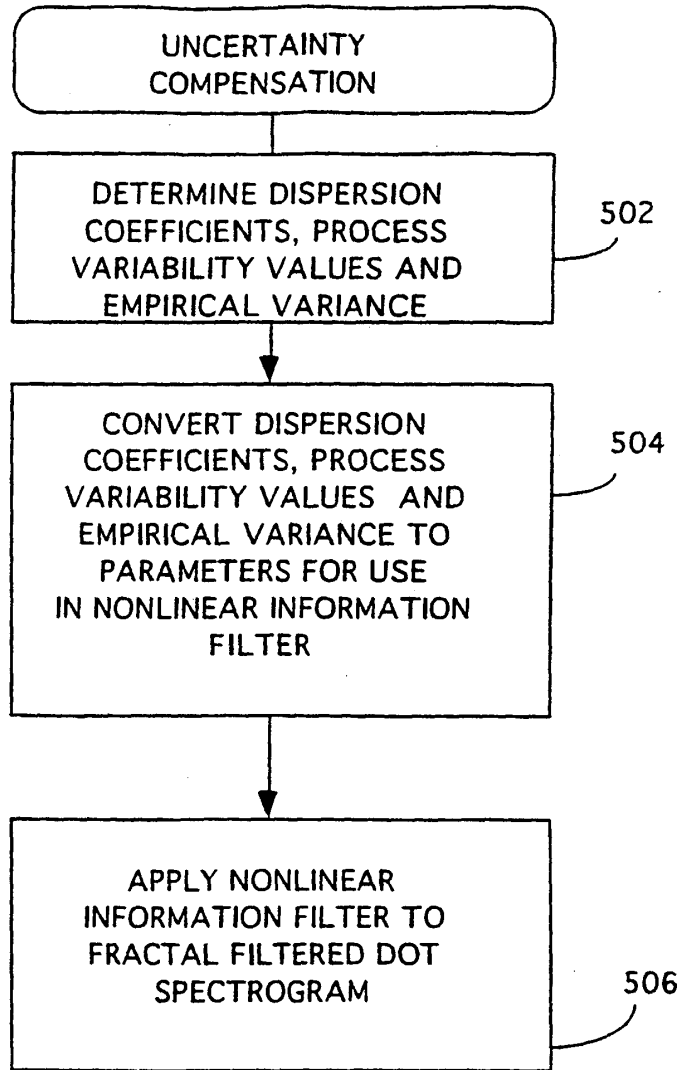 UNCERTAINTY
COMPENSATION
DETERMINE DISPERSION
COEFFICIENTS, PROCESS
VARIABILITY VALUES AND
EMPIRICAL VARIANCE
502
CONVERT DISPERSION
COEFFICIENTS, PROCESS
VARIABILITY VALUES AND
EMPIRICAL VARIANCE TO
PARAMETERS FOR USE
IN NONLINEAR INFORMATION
FILTER
504
APPLY NONLINEAR
INFORMATION FILTER TO
FRACTAL FILTERED DOT
SPECTROGRAM
506